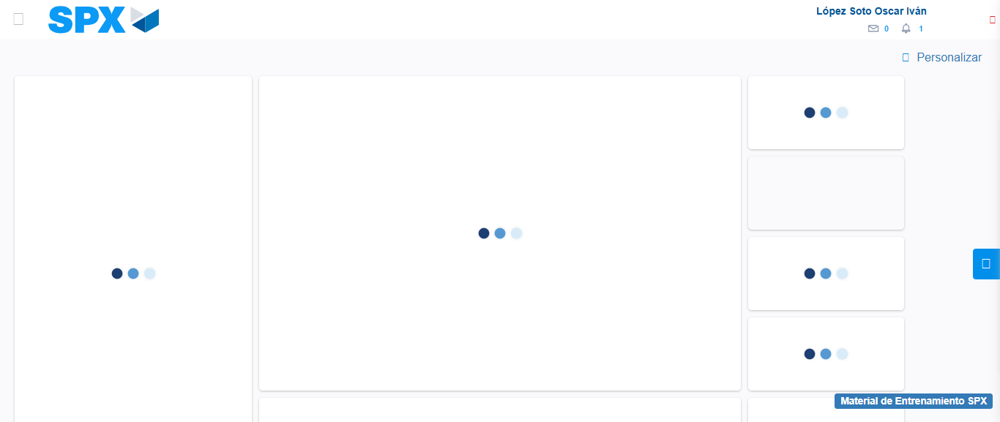 SPX
López Soto Oscar Iván
0 1
Personalizar
Material de Entrenamiento SPX